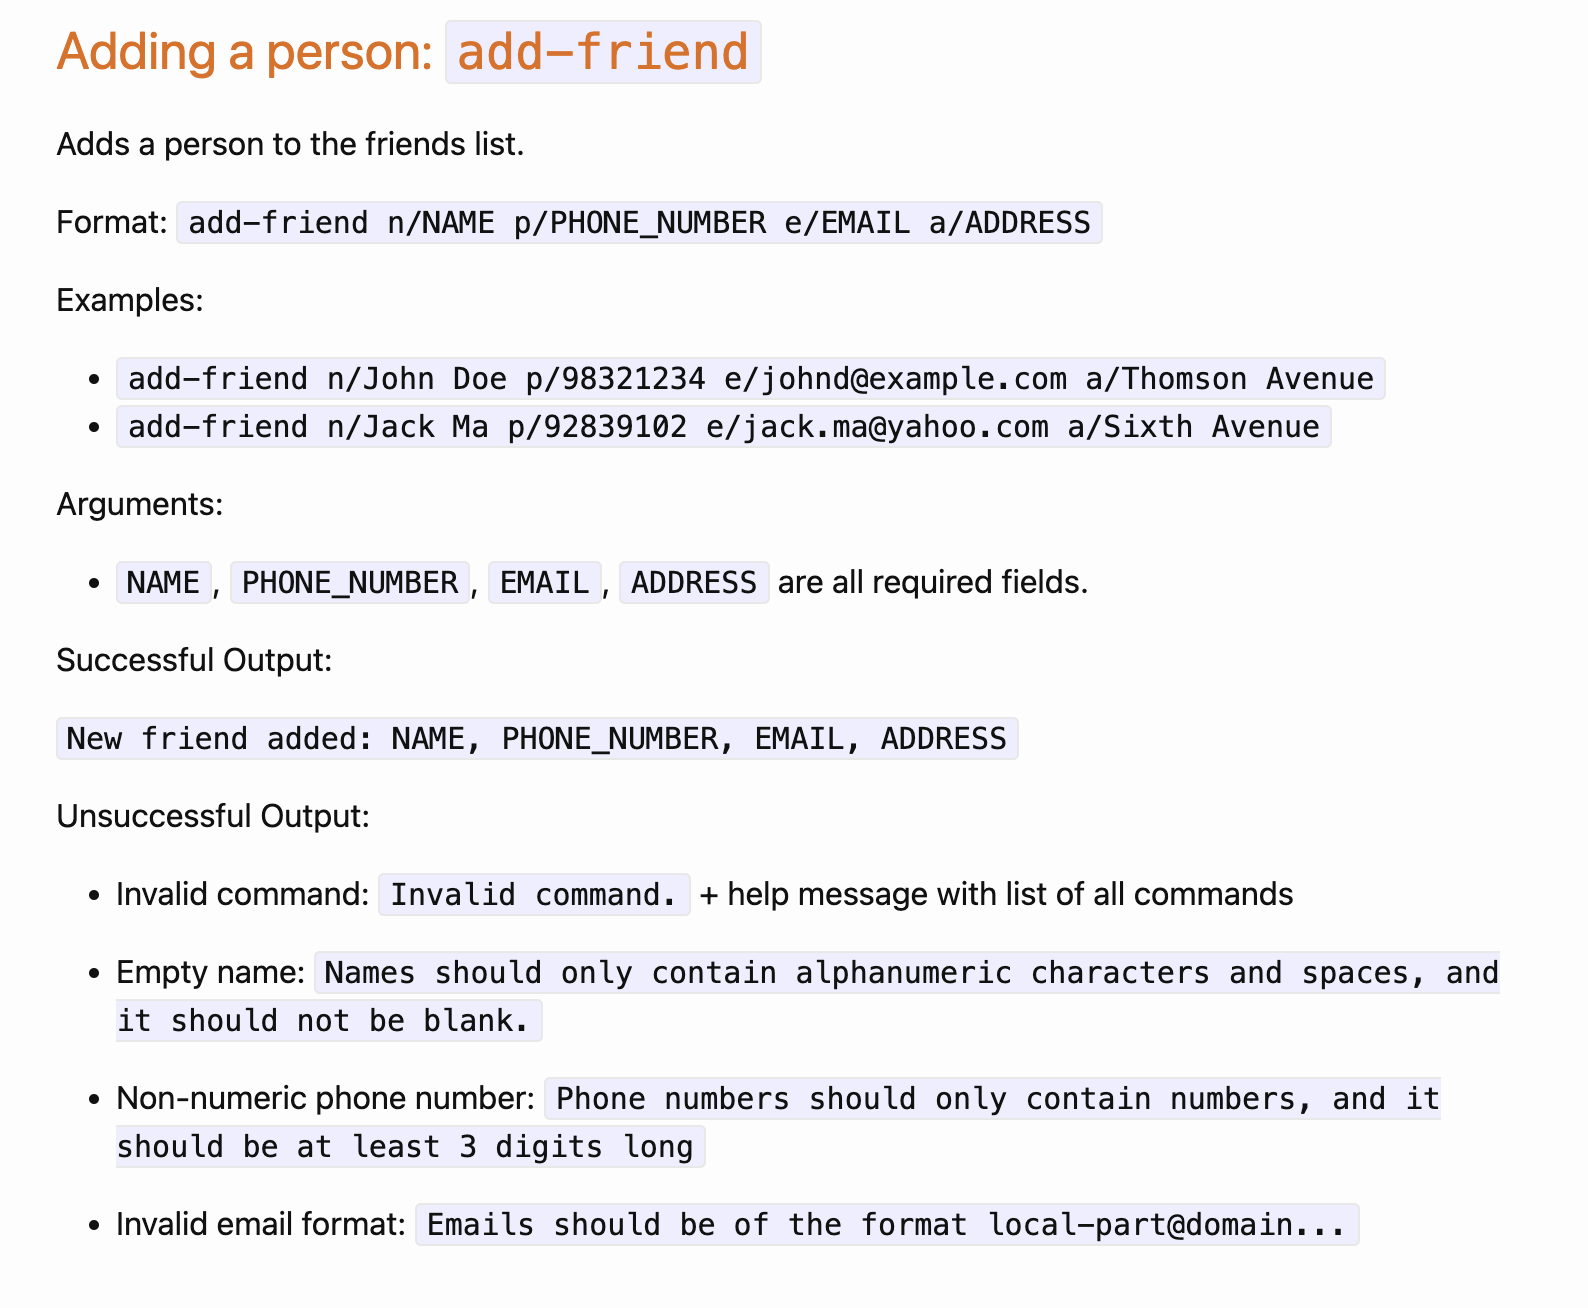 Adding a person: add-friend
Adds a person to the friends list.
Format: add-friend n/NAME p/PHONE_NUMBER e/EMAIL a/ADDRESS
Examples:
• add-friend n/John Doe p/98321234 e/johnd@example.com a/Thomson Avenue
• add-friend n/Jack Ma p/92839102 e/jack.ma@yahoo.com a/Sixth Avenue
Arguments:
• NAME, PHONE_NUMBER, EMAIL, ADDRESS are all required fields.
Successful Output:
New friend added: NAME, PHONE_NUMBER, EMAIL, ADDRESS
Unsuccessful Output:
• Invalid command: Invalid command. + help message with list of all commands
• Empty name: Names should only contain alphanumeric characters and spaces, and
it should not be blank.
• Non-numeric phone number: Phone numbers should only contain numbers, and it
should be at least 3 digits long
• Invalid email format: Emails should be of the format local-part@domain...